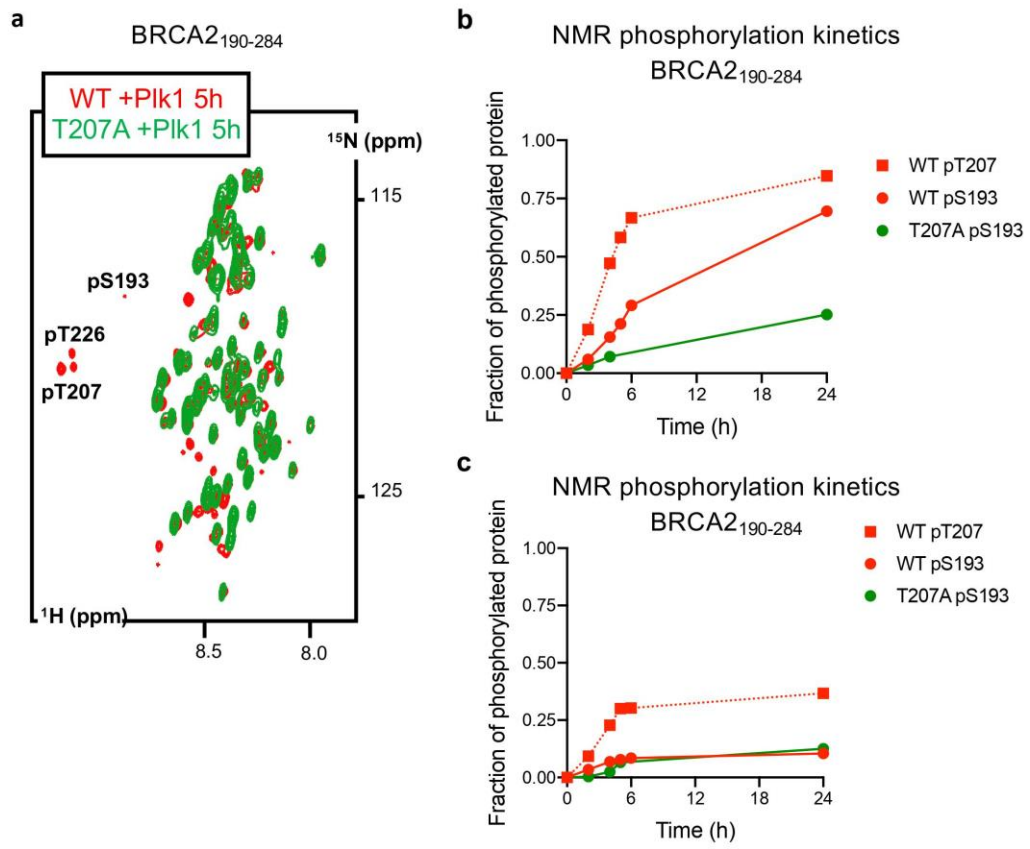 a
BRCA2190-284
WT +Plk1 5h
T207A +Plk1 5h
15N (ppm)
115
pS193
pT226
pT207
125
1H (ppm)
8.5
8.0
b
NMR phosphorylation kinetics
BRCA2190-284
Fraction of phosphorylated protein
1.00
0.75
0.50
0.25
0.00
0
6
12
18
24
Time (h)
WT pT207
WT pS193
T207A pS193
c
NMR phosphorylation kinetics
BRCA2190-284
Fraction of phosphorylated protein
1.00
0.75
0.50
0.25
0.00
0
6
12
18
24
Time (h)
WT pT207
WT pS193
T207A pS193